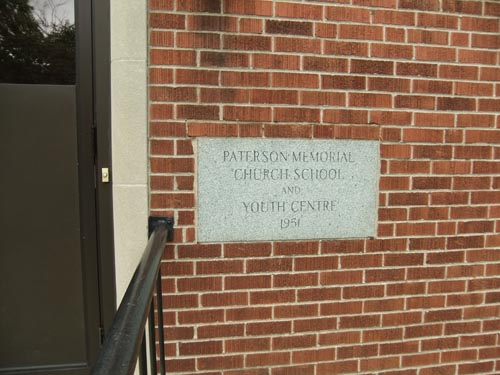 PATERSON MEMORIAL
CHURCH SCHOOL
AND
YOUTH CENTRE
1951